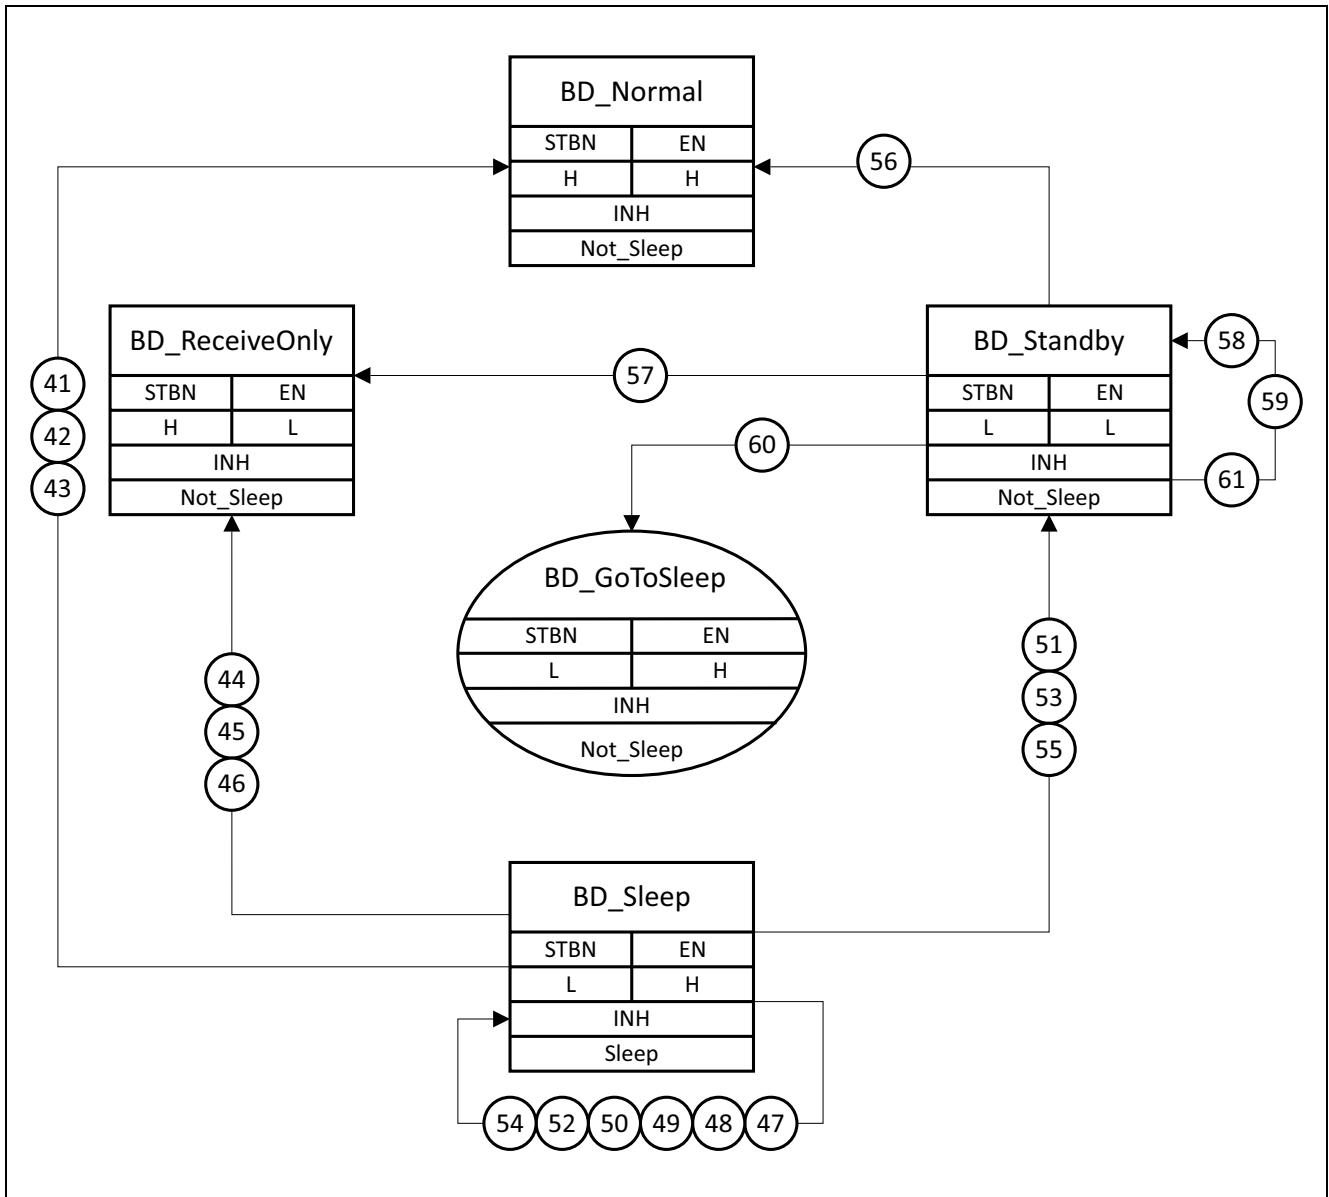 BD_Normal
STBN EN
H H
INH
Not_Sleep
56
BD_ReceiveOnly
STBN EN
H L
INH
Not_Sleep
BD_Standby
STBN EN
L L
INH
Not_Sleep
58
59
61
57
60
41
42
43
BD_GoToSleep
STBN EN
L H
INH
Not_Sleep
44
45
46
51
53
55
BD_Sleep
STBN EN
L H
INH
Sleep
54 52 50 49 48 47